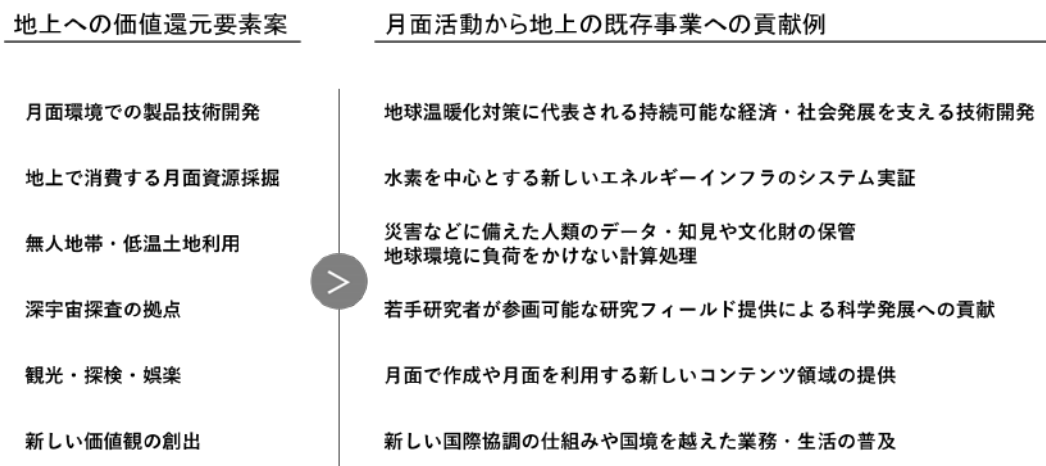 地上への価値還元要素案
月面活動から地上の既存事業への貢献例
月面環境での製品技術開発
地球温暖化対策に代表される持続可能な経済・社会発展を支える技術開発
地上で消費する月面資源採掘
水素を中心とする新しいエネルギーインフラのシステム実証
無人地帯・低温土地利用
災害などに備えた人類のデータ・知見や文化財の保管
地球環境に負荷をかけない計算処理
>
深宇宙探査の拠点
若手研究者が参画可能な研究フィールド提供による科学発展への貢献
観光・探検・娯楽
月面で作成や月面を利用する新しいコンテンツ領域の提供
新しい価値観の創出
新しい国際協調の仕組みや国境を越えた業務・生活の普及